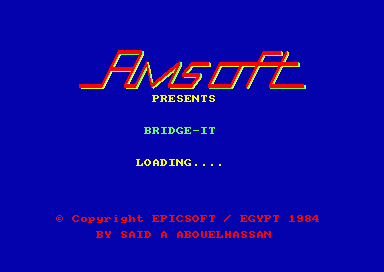 AMSOFT
PRESENTS
BRIDGE-IT
LOADING....
© Copyright EPICSOFT / EGYPT 1984
BY SAID A ABOUELHASSAN